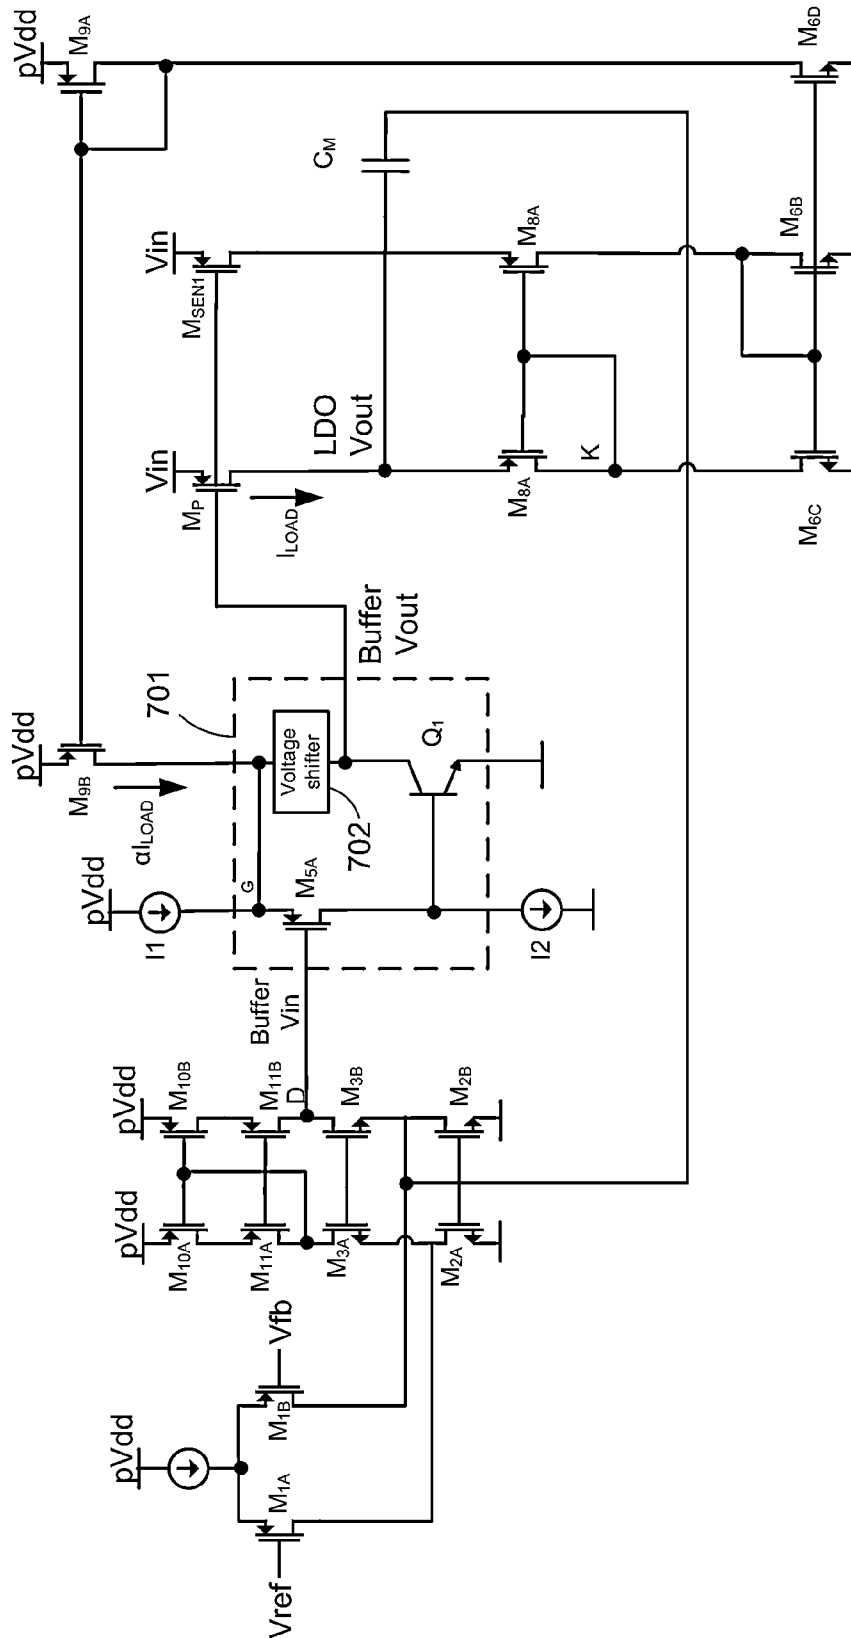 pVdd
M1A
M1B
Vref
Vfb
pVdd
pVdd
M10A
M10B
M11A
M11B
D
M3A
M3B
M2A
M2B
Buffer
Vin
pVdd
I1
pVdd
M9B
αILOAD
701
G
M5A
Voltage
shifter
702
Q1
I2
Buffer
Vout
Vin
MP
ILOAD
Vin
MSEN1
LDO
Vout
CM
M8A
M8A
K
M6C
M6B
M6D
pVdd
M9A